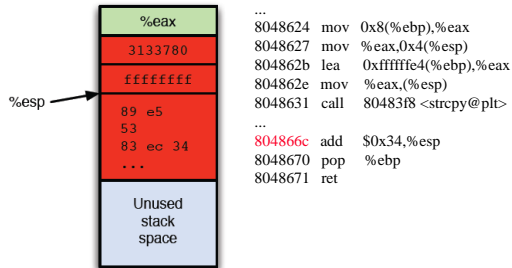 %eax
3133780
ffffffff
%esp
89 e5
53
83 ec 34
...
Unused
stack
space
...
8048624 mov 0x8(%ebp),%eax
8048627 mov %eax,0x4(%esp)
804862b lea 0xffffffe4(%ebp),%eax
804862e mov %eax,(%esp)
8048631 call 80483f8 <strcpy@plt>
...
804866c add $0x34,%esp
8048670 pop %ebp
8048671 ret